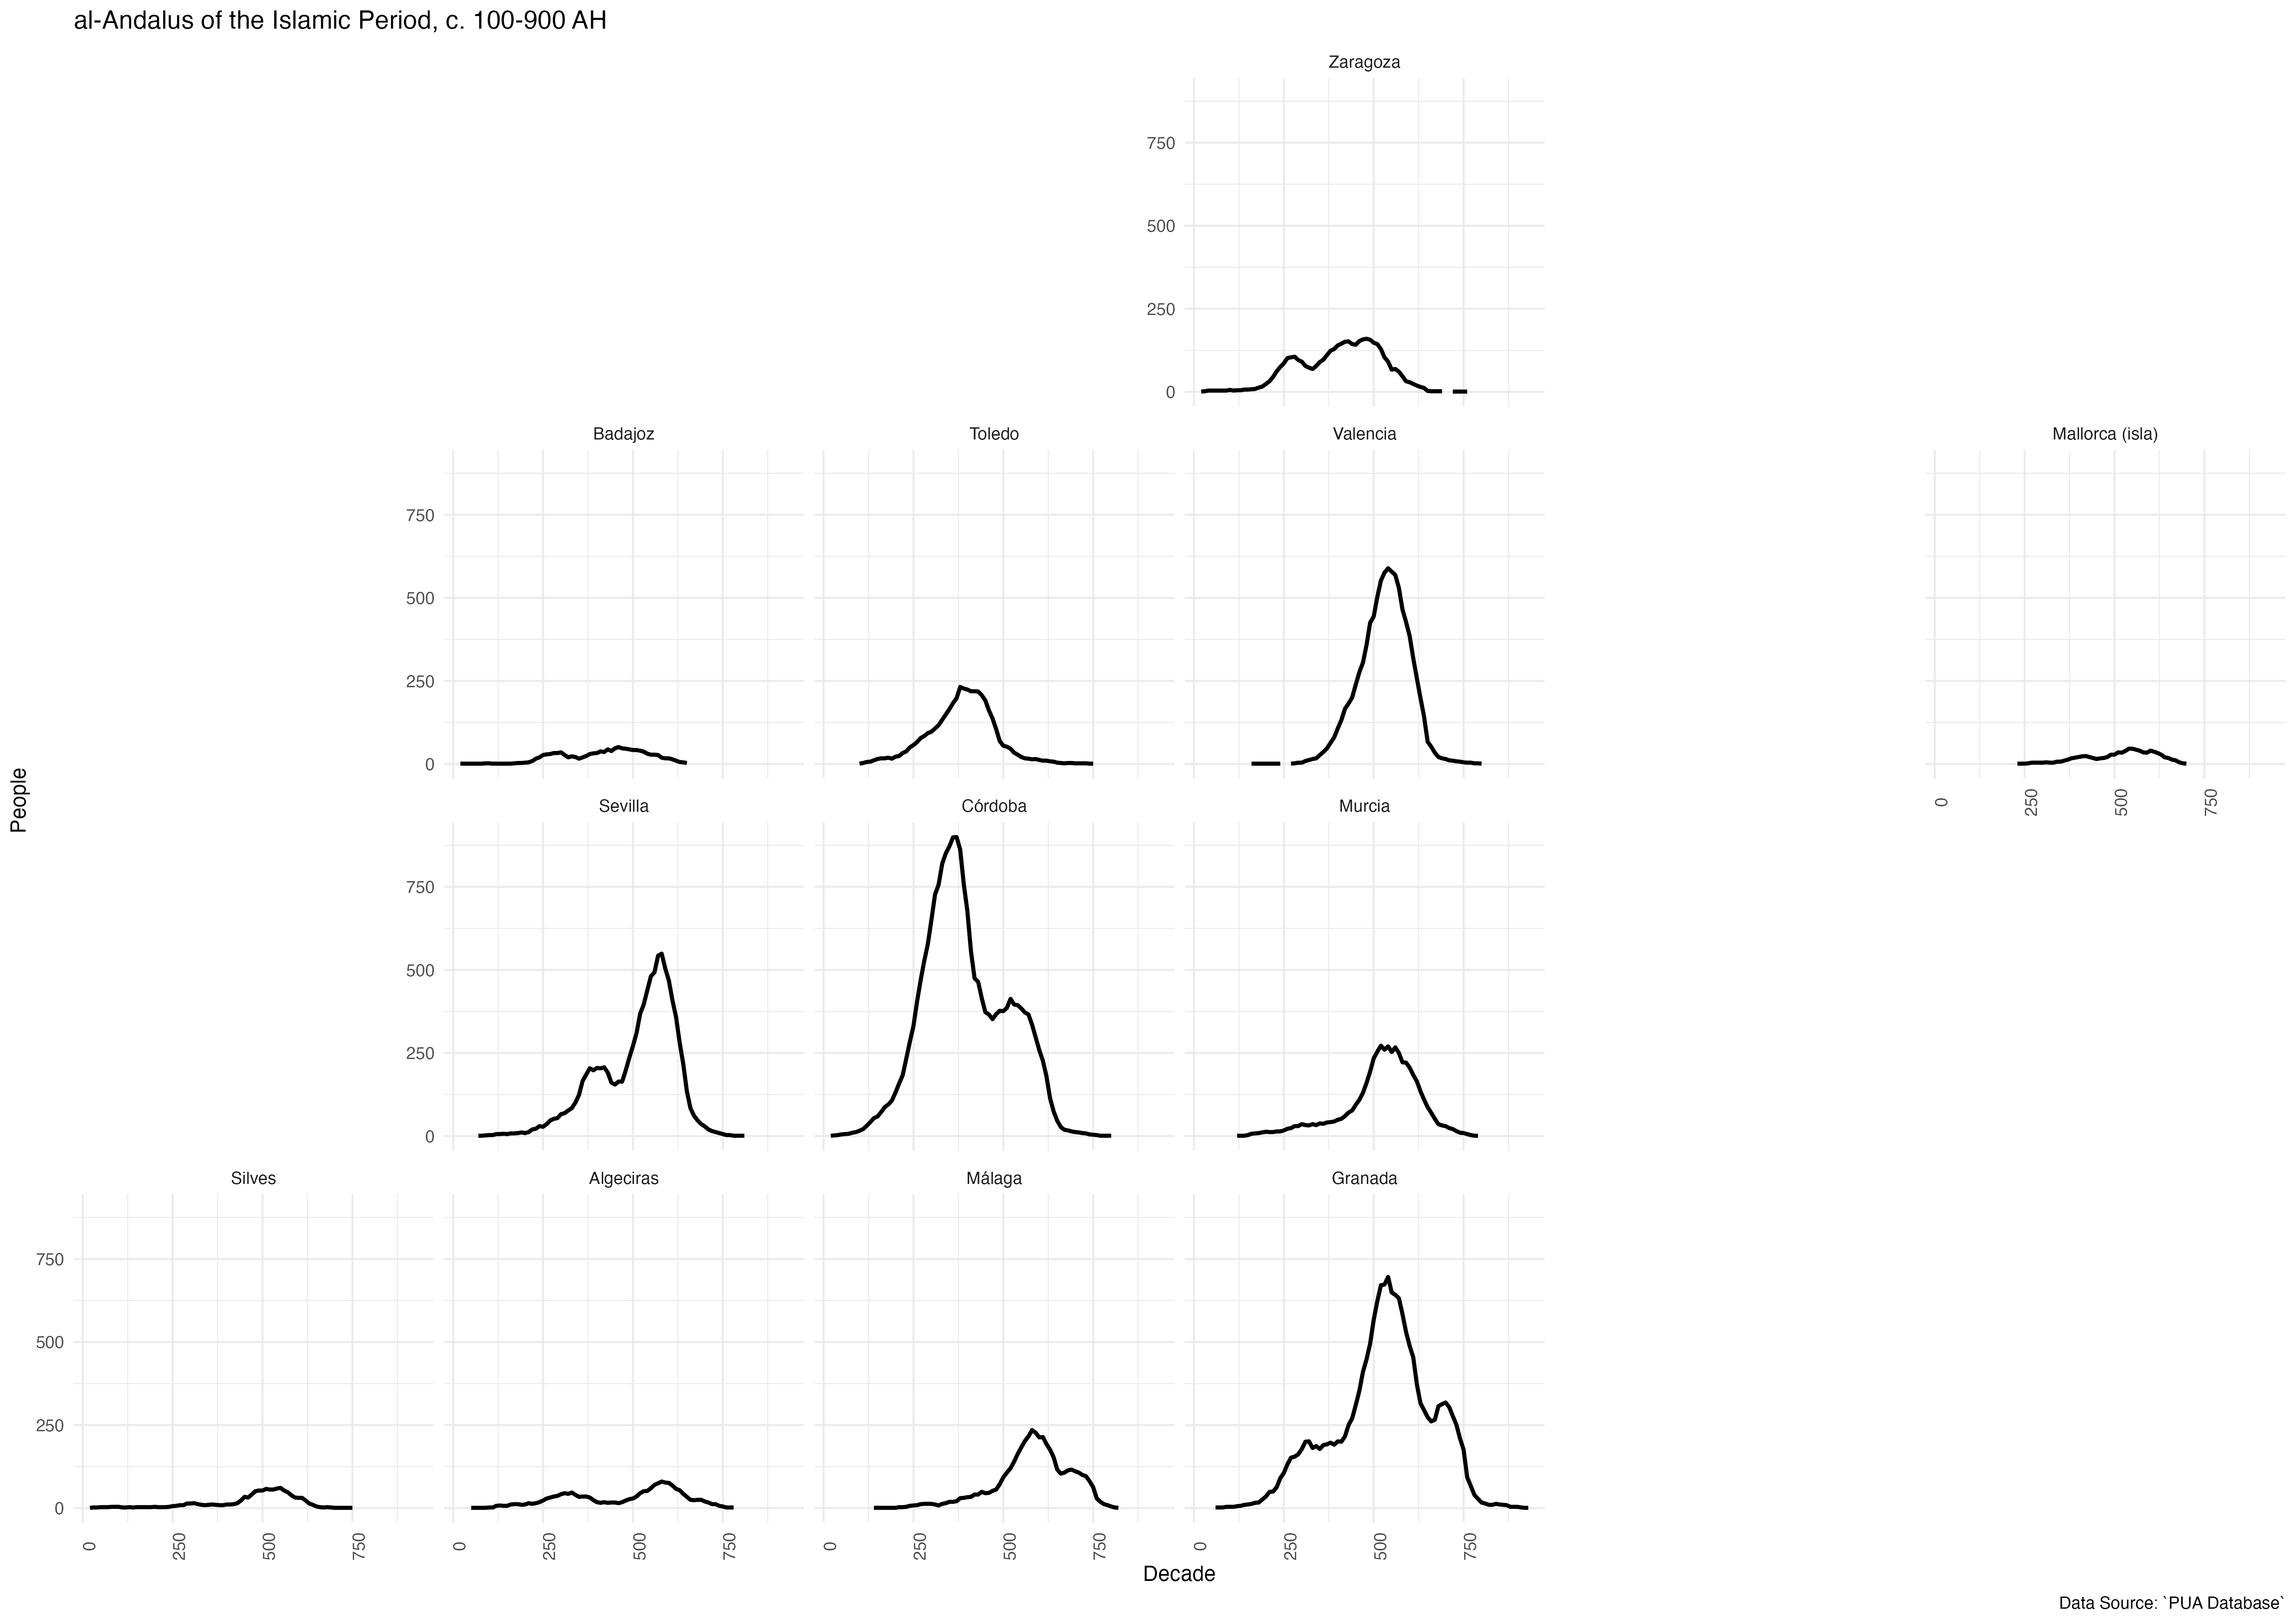 al-Andalus of the Islamic Period, c. 100-900 AH
Zaragoza
750
500
250
0
Badajoz
Toledo
Valencia
Mallorca (isla)
750
500
250
0
0
250
500
750
People
Sevilla
Córdoba
Murcia
750
500
250
0
Silves
Algeciras
Málaga
Granada
750
500
250
0
0
250
500
750
0
250
500
750
0
250
500
750
0
250
500
750
Decade
Data Source: `PUA Database`